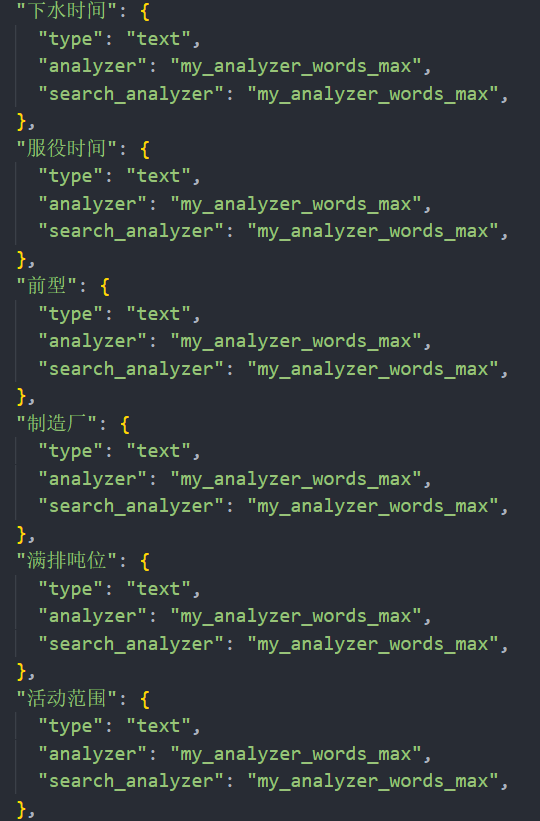 "下水时间": {
"type": "text",
"analyzer": "my_analyzer_words_max",
"search_analyzer": "my_analyzer_words_max",
},
"服役时间": {
"type": "text",
"analyzer": "my_analyzer_words_max",
"search_analyzer": "my_analyzer_words_max",
},
"前型": {
"type": "text",
"analyzer": "my_analyzer_words_max",
"search_analyzer": "my_analyzer_words_max",
},
"制造厂": {
"type": "text",
"analyzer": "my_analyzer_words_max",
"search_analyzer": "my_analyzer_words_max",
},
"满排吨位": {
"type": "text",
"analyzer": "my_analyzer_words_max",
"search_analyzer": "my_analyzer_words_max",
},
"活动范围": {
"type": "text",
"analyzer": "my_analyzer_words_max",
"search_analyzer": "my_analyzer_words_max",
},